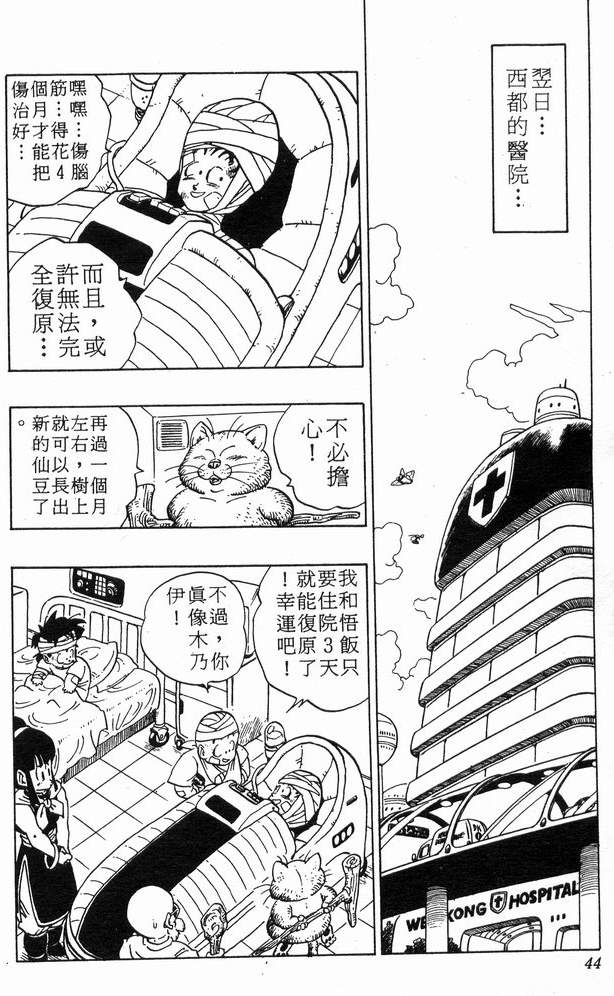 翌日…
西都的醫院…
WE KONG HOSPITAL
嘿嘿…傷腦
筋…得花4
個月才能把
傷治好…
而且，或
許無法完
全復原…
不必擔
心！
再過一個月
左右，樹上
就可以長出
新的仙豆了
。
我和悟飯只
要住院3天
就能復原了
！幸運吧！
不過，你
真像木乃
伊！
44